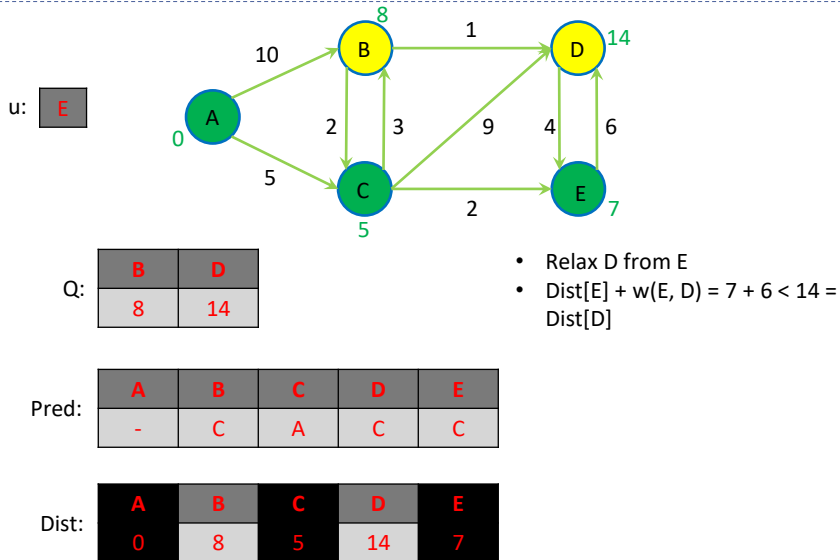 8
B
1
D
14
10
u: E
A
0
2
3
9
4
6
5
C
2
E
5
7
B D
Q:
8 14
• Relax D from E
• Dist[E] + w(E, D) = 7 + 6 < 14 =
Dist[D]
A B C D E
Pred:
- C A C C
A B C D E
Dist:
0 8 5 14 7